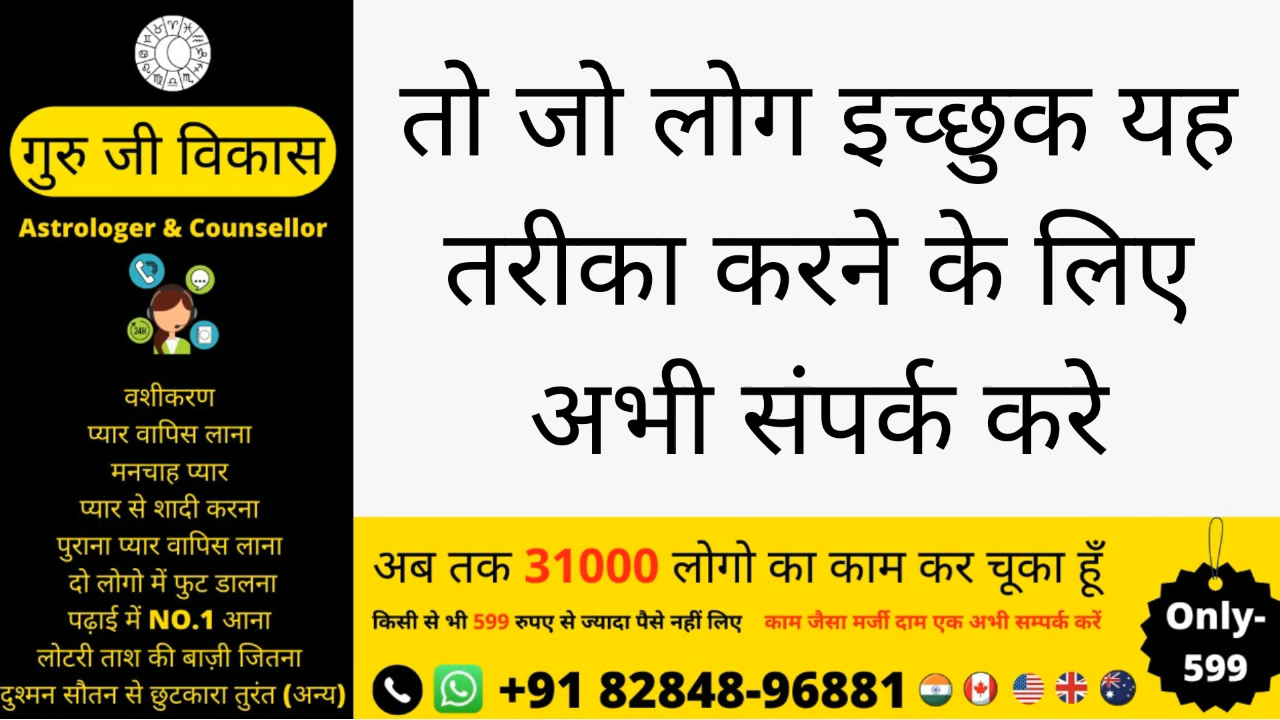 गुरु जी विकास
Astrologer & Counsellor
24H
वशीकरण
प्यार वापिस लाना
मनचाह प्यार
प्यार से शादी करना
पुराना प्यार वापिस लाना
दो लोगो में फुट डालना
पढ़ाई में NO.1 आना
लोटरी ताश की बाज़ी जितना
दुश्मन सौतन से छुटकारा तुरंत (अन्य)
तो जो लोग इच्छुक यह
तरीका करने के लिए
अभी संपर्क करे
अब तक 31000 लोगो का काम कर चूका हूँ
किसी से भी 599 रुपए से ज्यादा पैसे नहीं लिए काम जैसा मर्जी दाम एक अभी सम्पर्क करें
+91 82848-96881
Only-
599